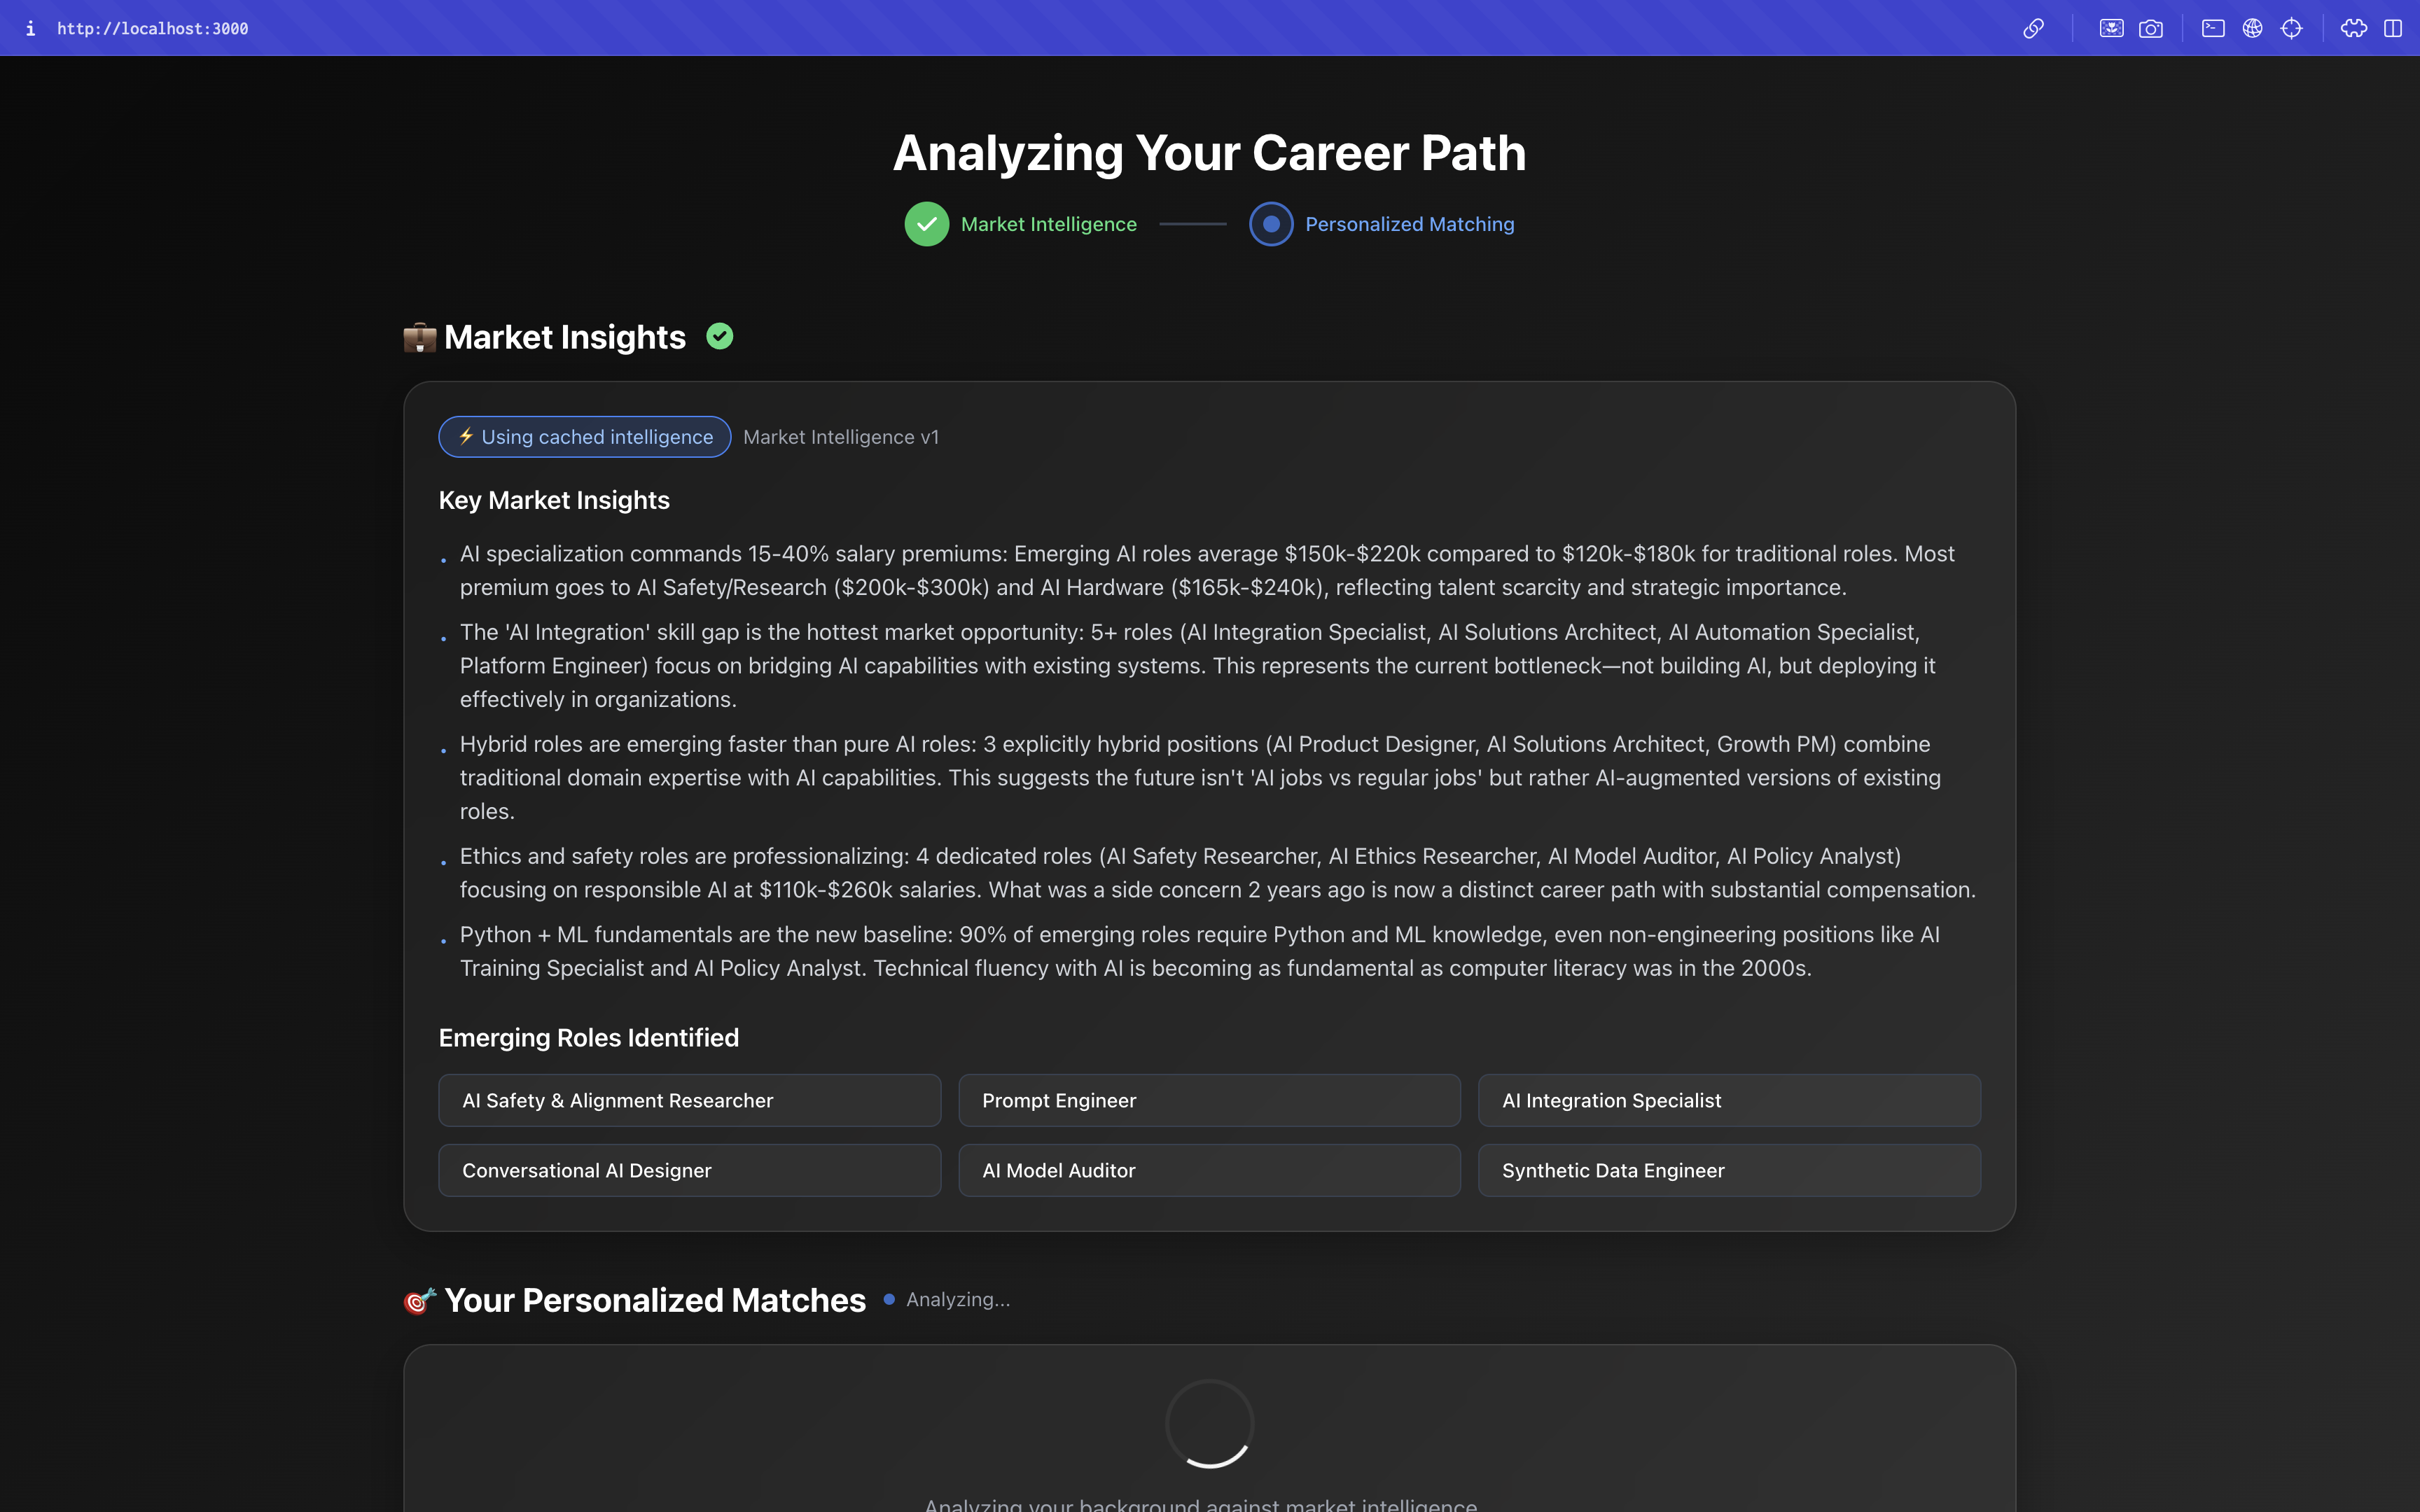 http://localhost:3000
Analyzing Your Career Path
Market Intelligence
Personalized Matching
Market Insights
Using cached intelligence
Market Intelligence v1
Key Market Insights
AI specialization commands 15-40% salary premiums: Emerging AI roles average $150k-$220k compared to $120k-$180k for traditional roles. Most
premium goes to AI Safety/Research ($200k-$300k) and AI Hardware ($165k-$240k), reflecting talent scarcity and strategic importance.
The 'AI Integration' skill gap is the hottest market opportunity: 5+ roles (AI Integration Specialist, AI Solutions Architect, AI Automation Specialist,
Platform Engineer) focus on bridging AI capabilities with existing systems. This represents the current bottleneck—not building AI, but deploying it
effectively in organizations.
Hybrid roles are emerging faster than pure AI roles: 3 explicitly hybrid positions (AI Product Designer, AI Solutions Architect, Growth PM) combine
traditional domain expertise with AI capabilities. This suggests the future isn't 'AI jobs vs regular jobs' but rather AI-augmented versions of existing
roles.
Ethics and safety roles are professionalizing: 4 dedicated roles (AI Safety Researcher, AI Ethics Researcher, AI Model Auditor, AI Policy Analyst)
focusing on responsible AI at $110k-$260k salaries. What was a side concern 2 years ago is now a distinct career path with substantial compensation.
Python + ML fundamentals are the new baseline: 90% of emerging roles require Python and ML knowledge, even non-engineering positions like AI
Training Specialist and AI Policy Analyst. Technical fluency with AI is becoming as fundamental as computer literacy was in the 2000s.
Emerging Roles Identified
AI Safety & Alignment Researcher
Prompt Engineer
AI Integration Specialist
Conversational AI Designer
AI Model Auditor
Synthetic Data Engineer
Your Personalized Matches
Analyzing...
Analyzing your background against market intelligence